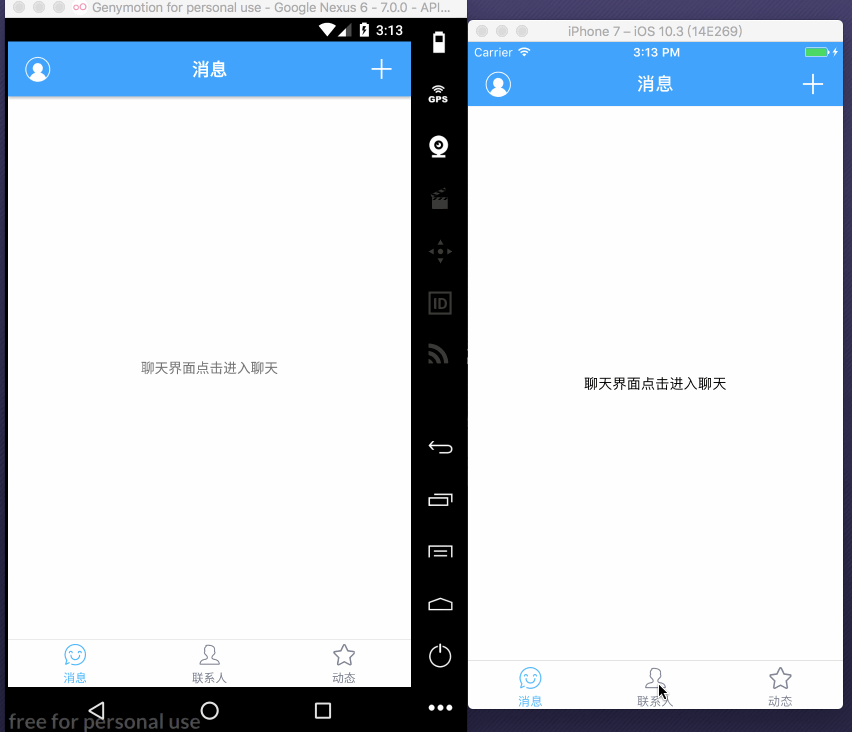 Genymotion for personal use - Google Nexus 6 - 7.0.0 - API...
3:13
消息
GPS
聊天界面点击进入聊天
ID
消息
联系人
动态
free for personal use
iPhone 7 – iOS 10.3 (14E269)
Carrier
3:13 PM
消息
聊天界面点击进入聊天
消息
联系人
动态